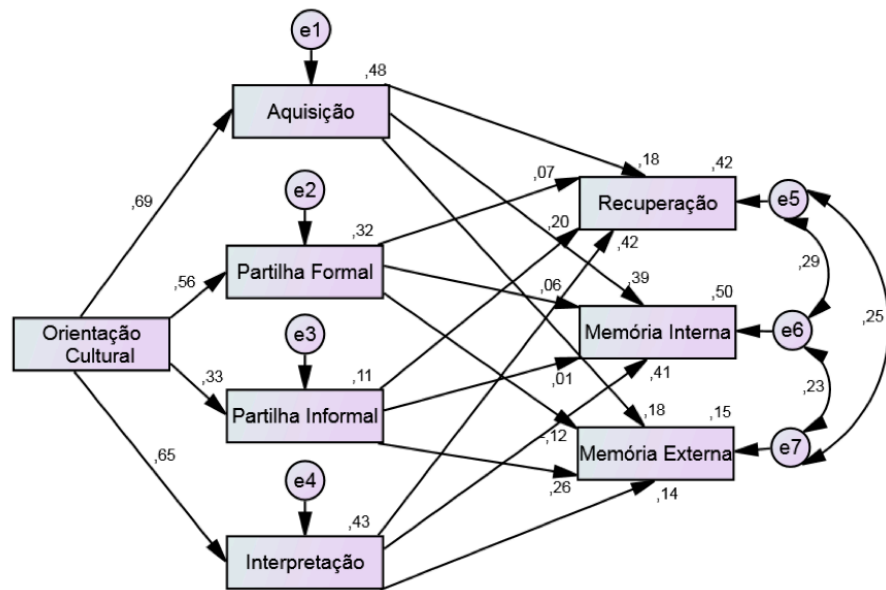 e1
,48
Aquisição
,18
,42
,07
e2
e5
Recuperação
,69
,32
,20
,42
Partilha Formal
,29
,06
,39
,50
,56
e3
,25
Orientação
Cultural
Memória Interna
e6
,33
,11
,01
,41
Partilha Informal
,23
,18
,15
-,12
Memória Externa
e7
,65
e4
,26
,14
,43
Interpretação